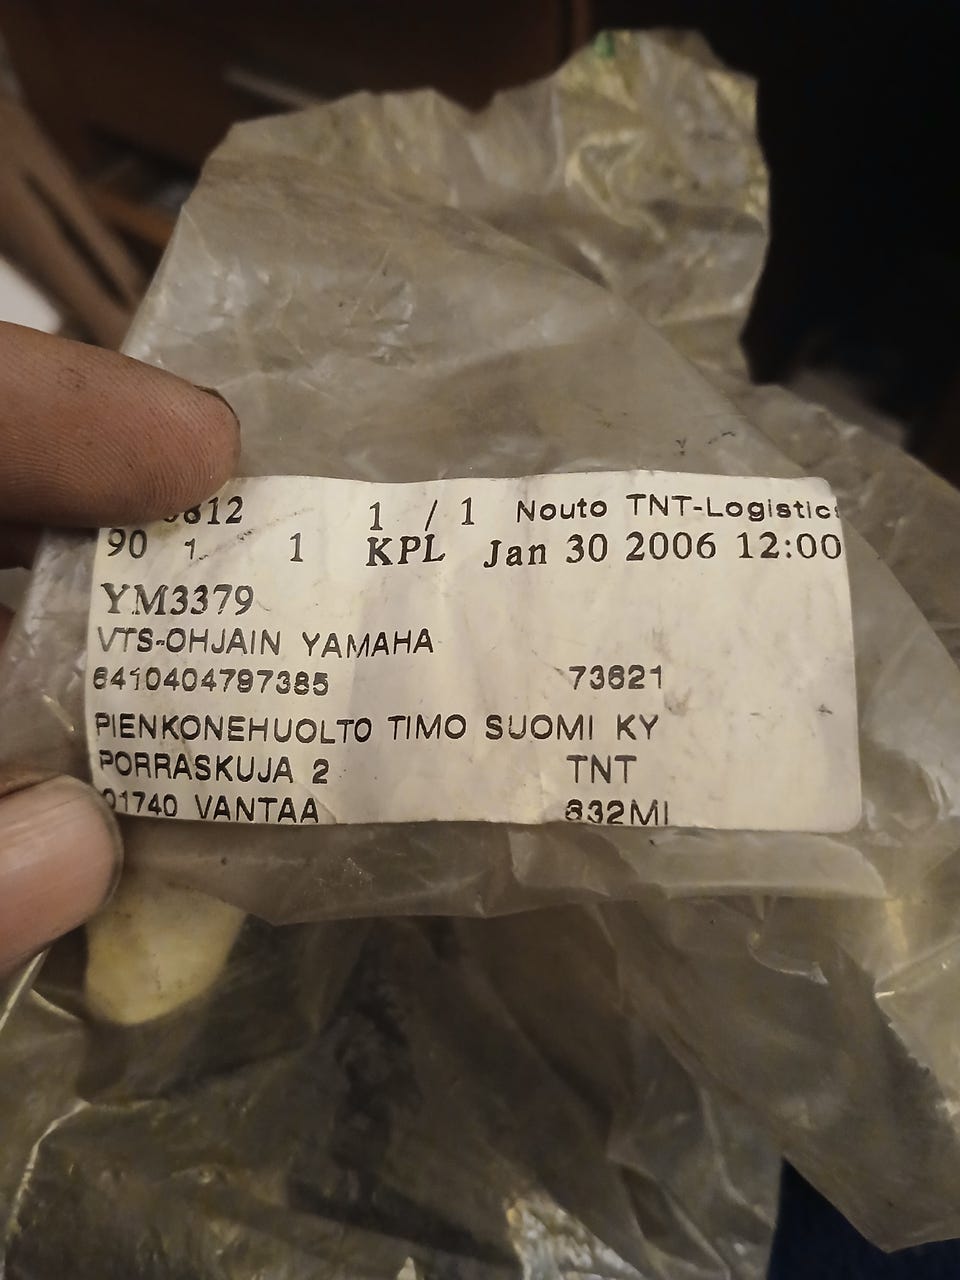 812 1 / 1 Nouto TNT-Logistics
90 1 1 KPL Jan 30 2006 12:00
YM3379
VTS-OHJAIN YAMAHA
6410404797385 73621
PIENKONEHUOLTO TIMO SUOMI KY
PORRASKUJA 2 TNT
01740 VANTAA 832MI